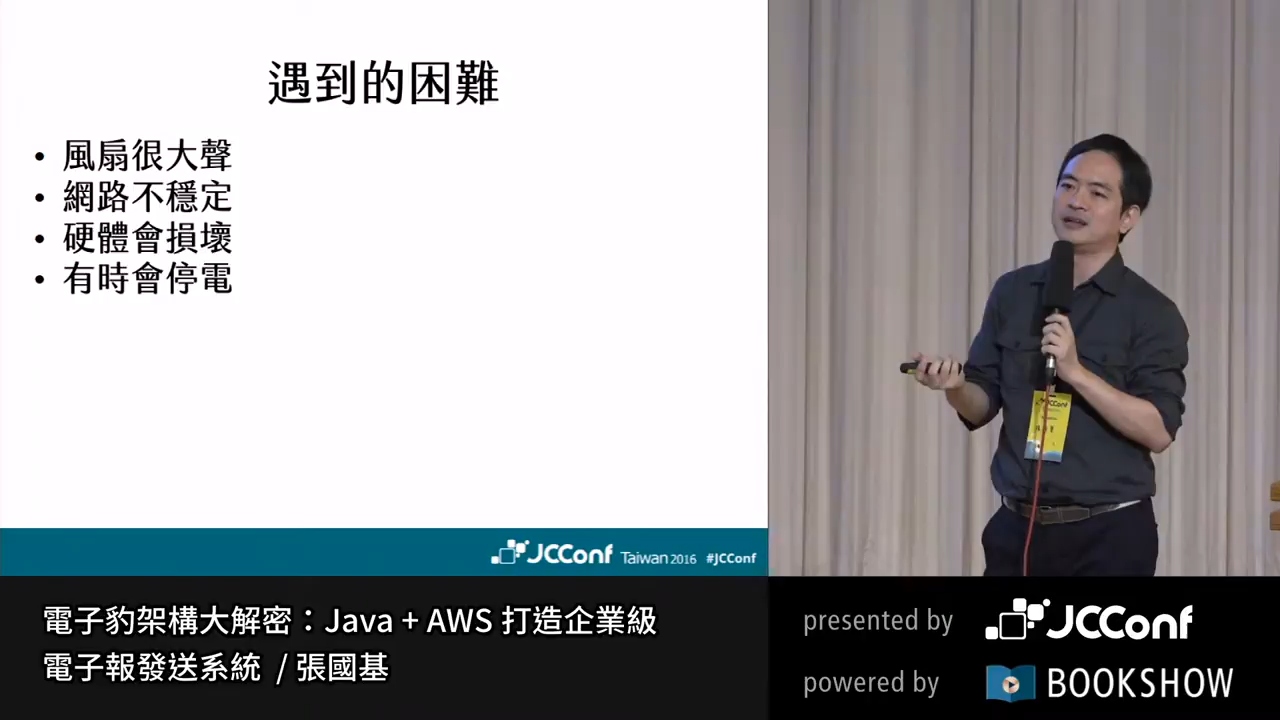 遇到的困難
• 風扇很大聲
• 網路不穩定
• 硬體會損壞
• 有時會停電
JCConf Taiwan 2016 #JCConf
JCConf
電子豹架構大解密：Java + AWS 打造企業級
電子報發送系統 / 張國基
presented by JCConf
powered by BOOKSHOW